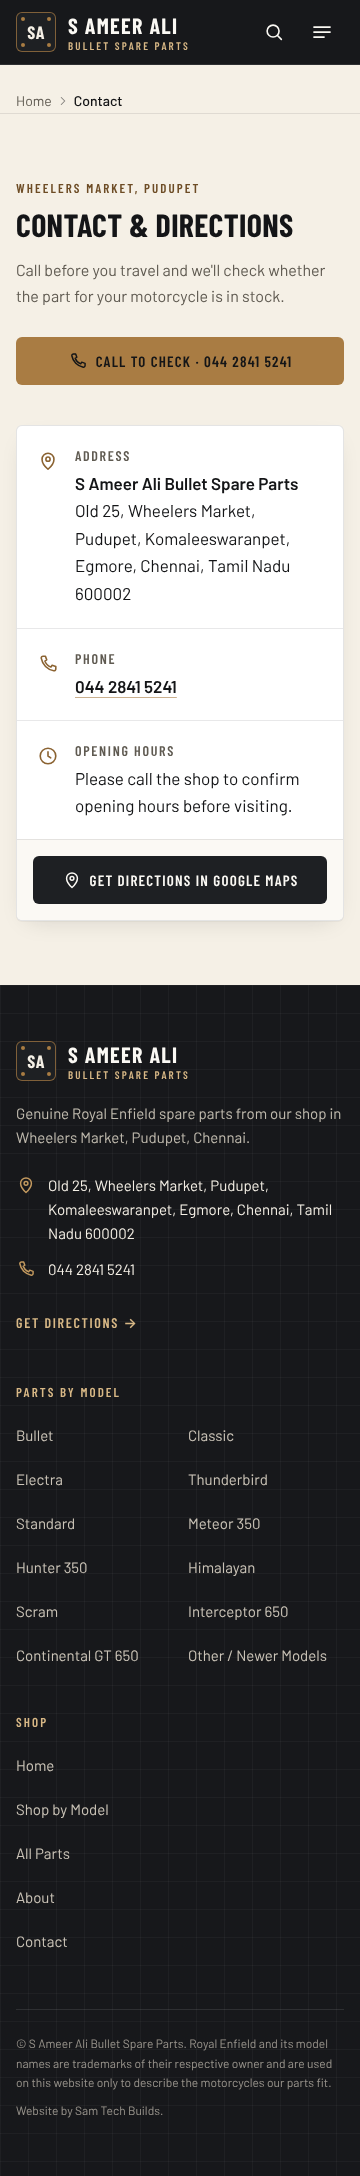 SA
S AMEER ALI
BULLET SPARE PARTS
Home > Contact
WHEELERS MARKET, PUDUPET
CONTACT & DIRECTIONS
Call before you travel and we'll check whether
the part for your motorcycle is in stock.
CALL TO CHECK · 044 2841 5241
ADDRESS
S Ameer Ali Bullet Spare Parts
Old 25, Wheelers Market,
Pudupet, Komaleeswaranpet,
Egmore, Chennai, Tamil Nadu
600002
PHONE
044 2841 5241
OPENING HOURS
Please call the shop to confirm
opening hours before visiting.
GET DIRECTIONS IN GOOGLE MAPS
SA
S AMEER ALI
BULLET SPARE PARTS
Genuine Royal Enfield spare parts from our shop in
Wheelers Market, Pudupet, Chennai.
Old 25, Wheelers Market, Pudupet,
Komaleeswaranpet, Egmore, Chennai, Tamil
Nadu 600002
044 2841 5241
GET DIRECTIONS →
PARTS BY MODEL
Bullet Classic
Electra Thunderbird
Standard Meteor 350
Hunter 350 Himalayan
Scram Interceptor 650
Continental GT 650 Other / Newer Models
SHOP
Home
Shop by Model
All Parts
About
Contact
© S Ameer Ali Bullet Spare Parts. Royal Enfield and its model
names are trademarks of their respective owner and are used
on this website only to describe the motorcycles our parts fit.
Website by Sam Tech Builds.